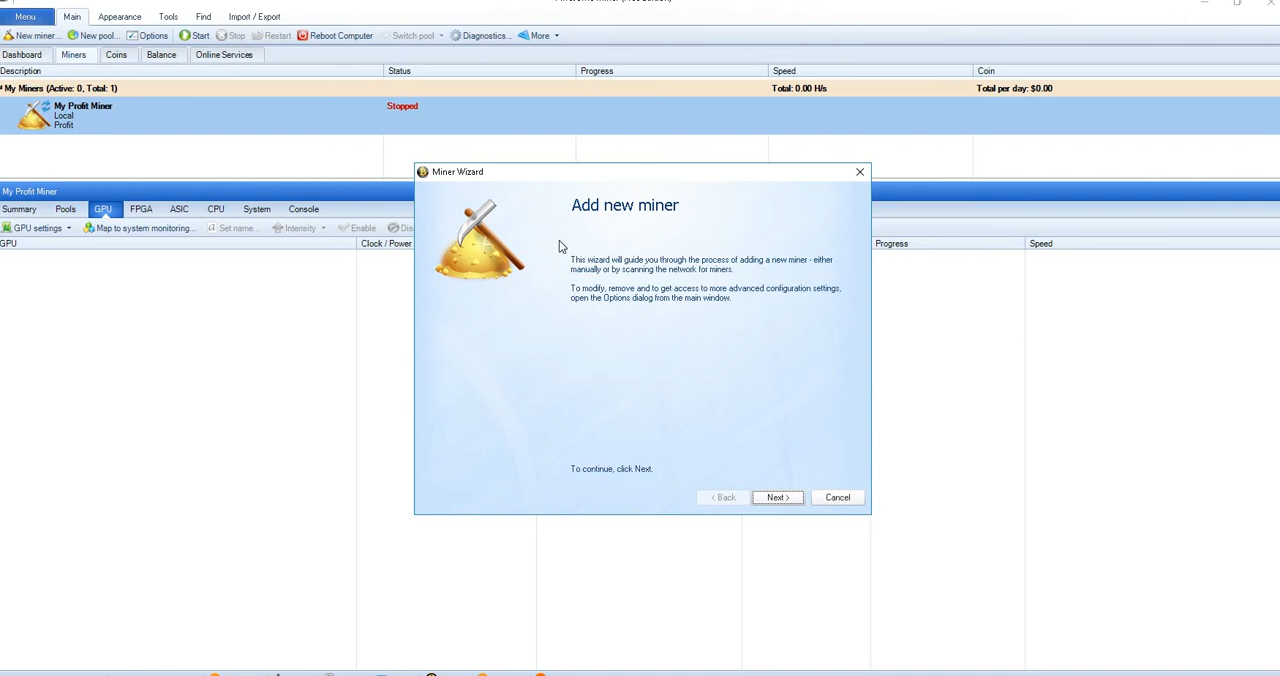 Menu Main Appearance Tools Find Import / Export
New miner... New pool... Options Start Stop Restart Reboot Computer Switch pool Diagnostics... More
Dashboard Miners Coins Balance Online Services
Description Status Progress Speed Coin
My Miners (Active: 0, Total: 1) Total: 0.00 H/s Total per day: $0.00
My Profit Miner Stopped
Local
Profit
Miner Wizard
Add new miner
This wizard will guide you through the process of adding a new miner - either
manually or by scanning the network for miners.
To modify, remove and to get access to more advanced configuration settings,
open the Options dialog from the main window.
To continue, click Next.
< Back Next > Cancel
My Profit Miner
Summary Pools GPU FPGA ASIC CPU System Console
GPU settings Map to system monitoring... Set name... Intensity Enable Dis
GPU Clock / Power Progress Speed